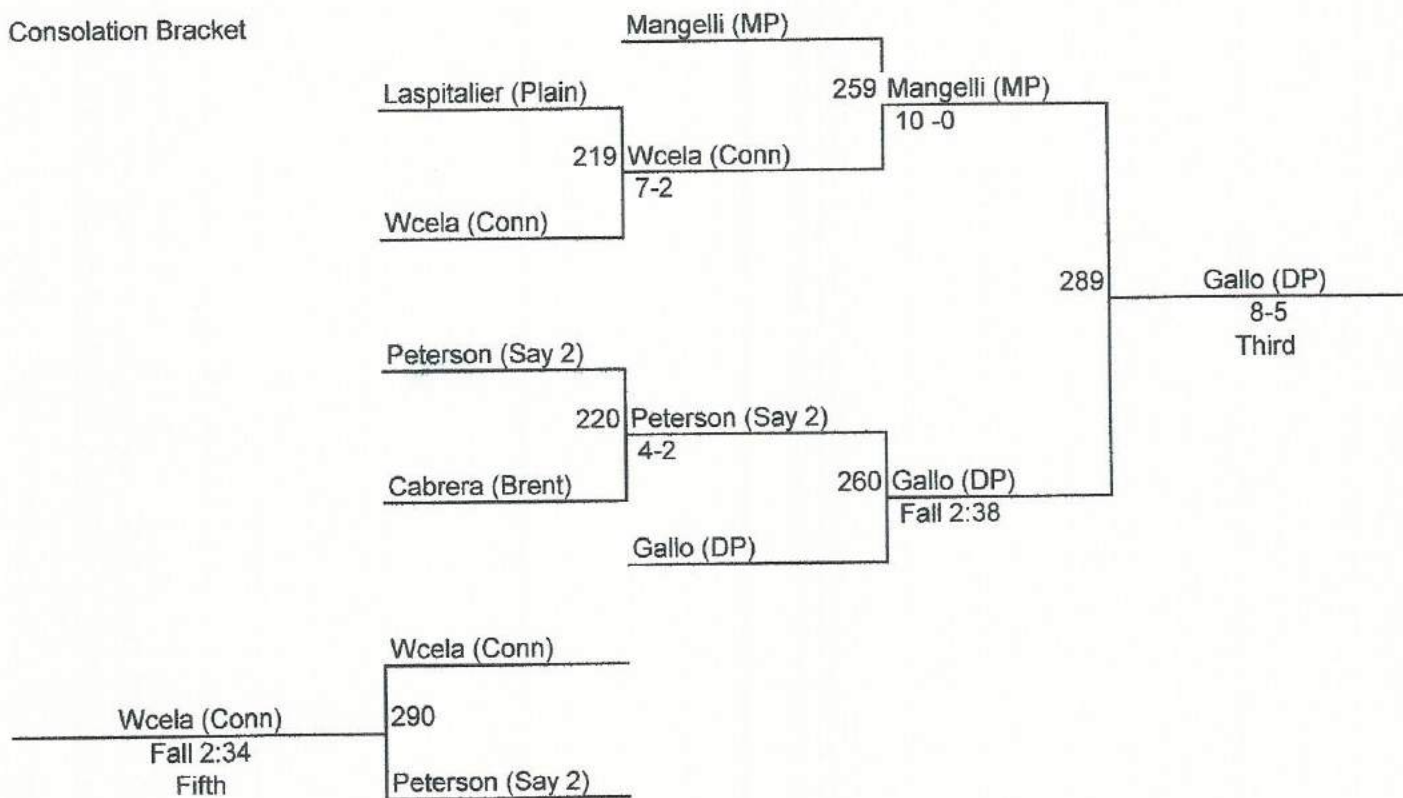 Consolation Bracket
Mangelli (MP)
Laspitalier (Plain)
259 Mangelli (MP)
10 -0
219 Wcela (Conn)
7-2
Wcela (Conn)
289
Gallo (DP)
8-5
Third
Peterson (Say 2)
220 Peterson (Say 2)
4-2
Cabrera (Brent)
260 Gallo (DP)
Fall 2:38
Gallo (DP)
Wcela (Conn)
290
Wcela (Conn)
Fall 2:34
Fifth
Peterson (Say 2)